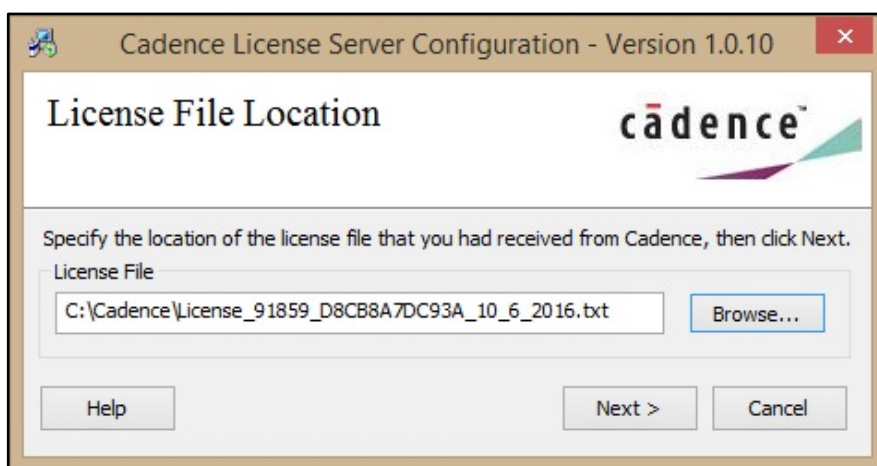 Cadence License Server Configuration - Version 1.0.10
License File Location
cādence™
Specify the location of the license file that you had received from Cadence, then click Next.
License File
C:\Cadence\License_91859_D8CB8A7DC93A_10_6_2016.txt
Browse...
Help
Next >
Cancel